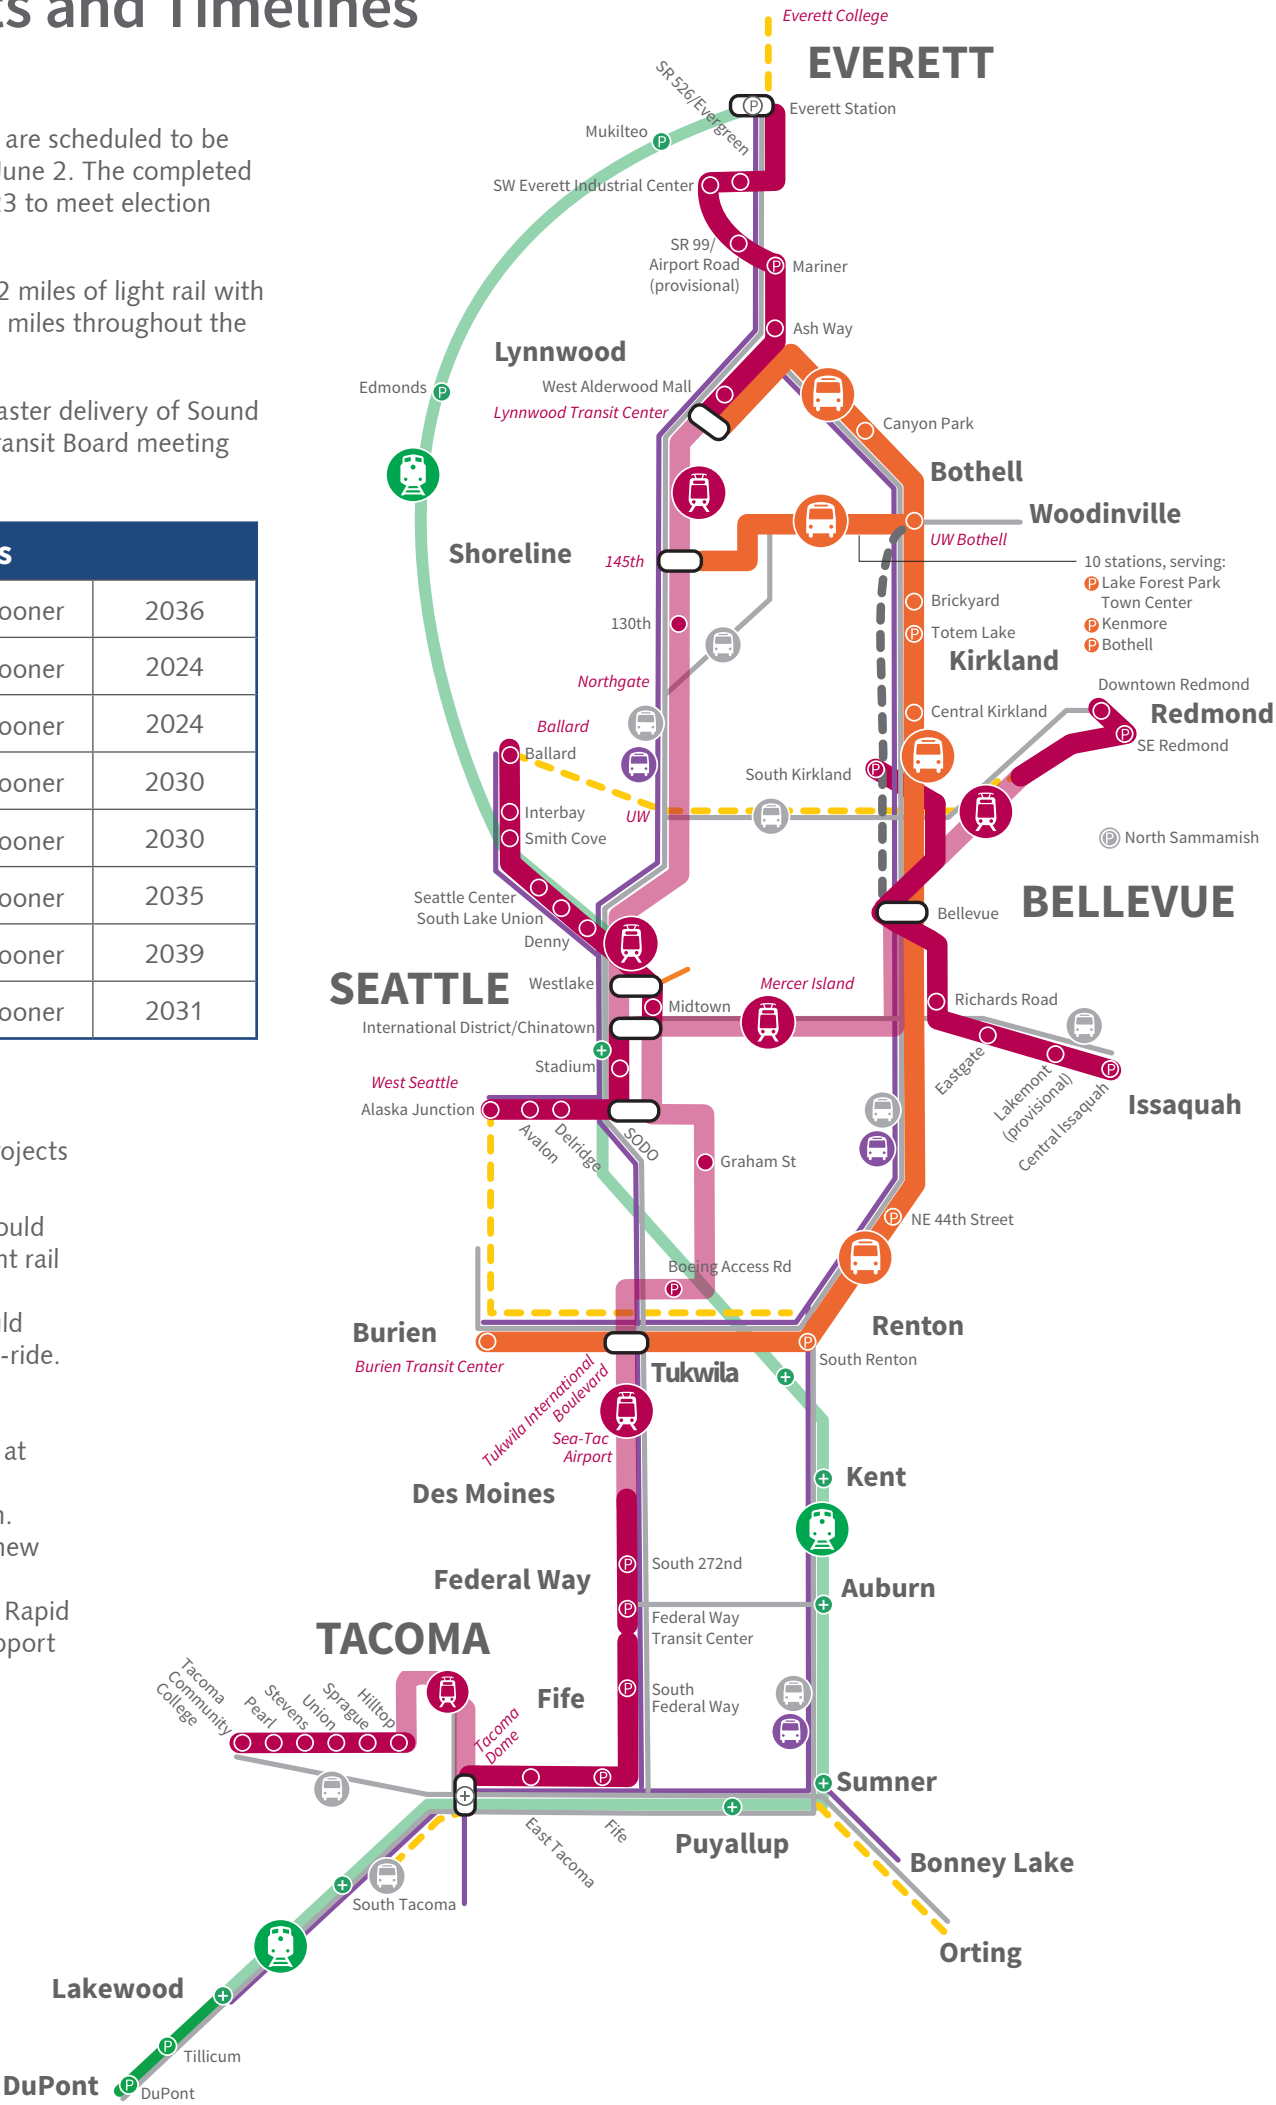 ts and Timelines
are scheduled to be
June 2. The completed
23 to meet election
2 miles of light rail with
miles throughout the
aster delivery of Sound
ransit Board meeting
s
ooner 2036
ooner 2024
ooner 2024
ooner 2030
ooner 2030
ooner 2035
ooner 2039
ooner 2031
rojects
ould
nt rail
ld
-ride.
at
n.
new
Rapid
pport
Everett College
EVERETT
SR 526/Evergreen
Everett Station
Mukilteo
SW Everett Industrial Center
SR 99/
Airport Road
(provisional)
Mariner
Ash Way
Lynnwood
West Alderwood Mall
Lynnwood Transit Center
Edmonds
Canyon Park
Bothell
Woodinville
UW Bothell
Shoreline
145th
10 stations, serving:
Lake Forest Park
Town Center
Kenmore
Bothell
130th
Brickyard
Totem Lake
Kirkland
Northgate
Downtown Redmond
Redmond
SE Redmond
Central Kirkland
Ballard
Ballard
South Kirkland
Interbay
UW
Smith Cove
North Sammamish
Seattle Center
South Lake Union
Denny
Bellevue
BELLEVUE
SEATTLE
Westlake
Mercer Island
Midtown
Richards Road
International District/Chinatown
Stadium
Eastgate
Lakemont
(provisional)
Central Issaquah
Issaquah
West Seattle
Alaska Junction
Avalon
Delridge
SODO
Graham St
NE 44th Street
Boeing Access Rd
Burien
Burien Transit Center
Renton
South Renton
Tukwila
Tukwila International
Boulevard
Sea-Tac
Airport
Des Moines
Kent
South 272nd
Federal Way
Auburn
Federal Way
Transit Center
TACOMA
Tacoma
Community
College
Pearl
Stevens
Union
Sprague
Hilltop
Fife
South
Federal Way
Tacoma
Dome
Sumner
East Tacoma
Fife
Puyallup
Bonney Lake
South Tacoma
Orting
Lakewood
Tillicum
DuPont
DuPont